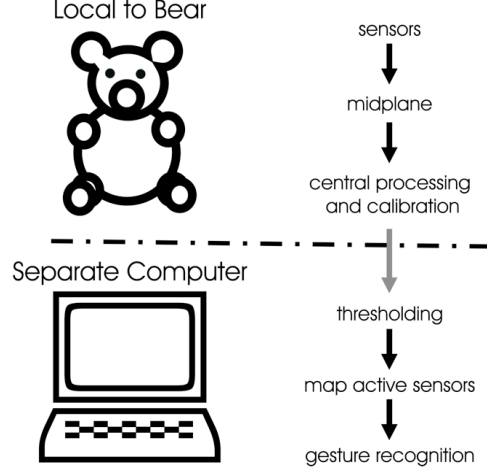 Local to Bear
sensors
midplane
central processing
and calibration
Separate Computer
thresholding
map active sensors
gesture recognition